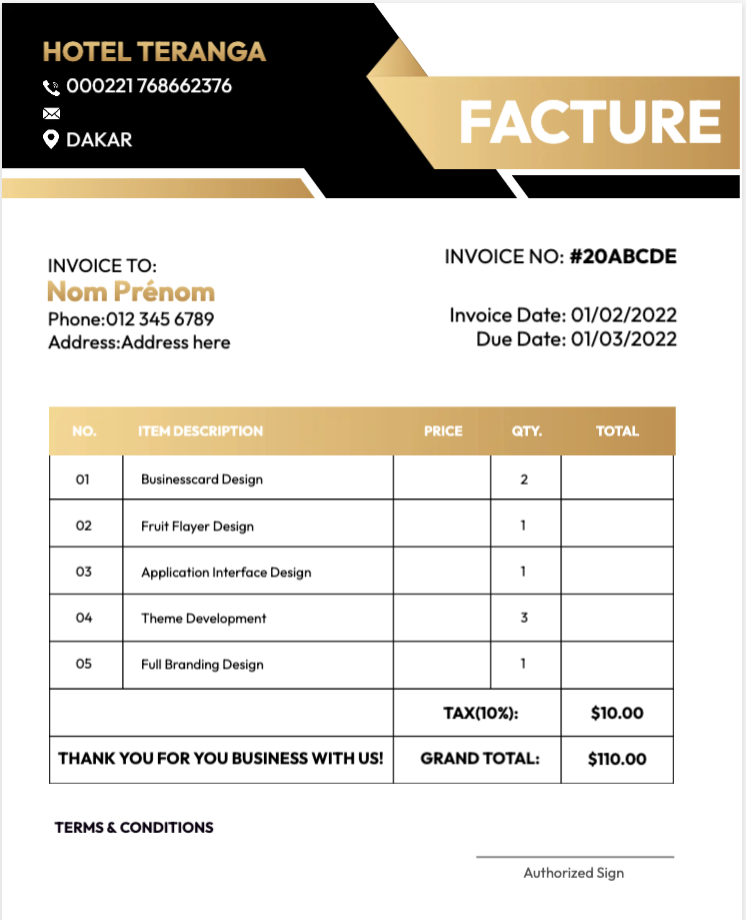 HOTEL TERANGA
000221 768662376
DAKAR
FACTURE
INVOICE TO:
Nom Prénom
Phone:012 345 6789
Address:Address here
INVOICE NO: #20ABCDE
Invoice Date: 01/02/2022
Due Date: 01/03/2022
NO. ITEM DESCRIPTION PRICE QTY. TOTAL
01 Businesscard Design 2
02 Fruit Flayer Design 1
03 Application Interface Design 1
04 Theme Development 3
05 Full Branding Design 1
TAX(10%): $10.00
THANK YOU FOR YOU BUSINESS WITH US! GRAND TOTAL: $110.00
TERMS & CONDITIONS
Authorized Sign